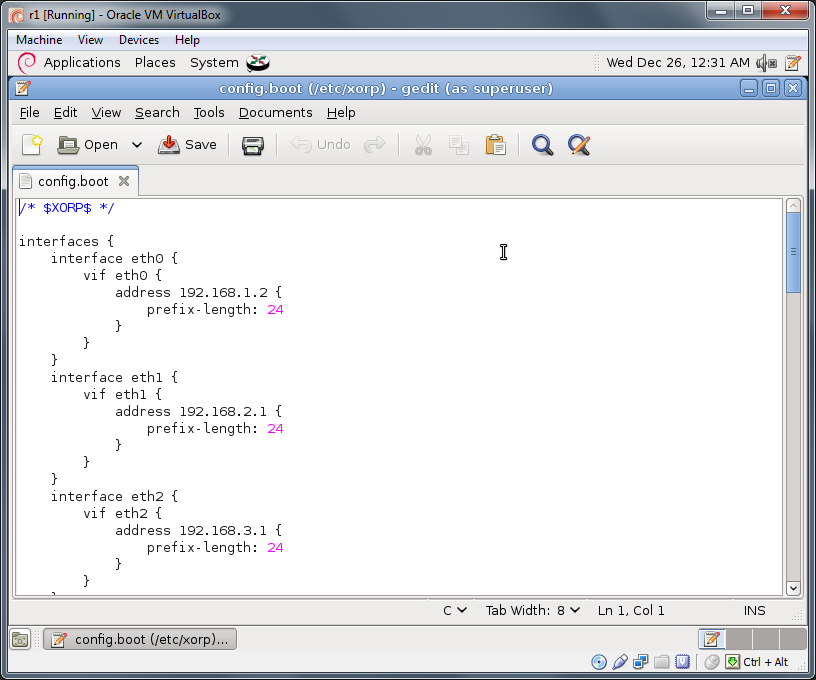 r1 [Running] - Oracle VM VirtualBox
Machine View Devices Help
Applications Places System Wed Dec 26, 12:31 AM
config.boot (/etc/xorp) - gedit (as superuser)
File Edit View Search Tools Documents Help
Open Save Undo
config.boot
/* $XORP$ */
interfaces {
    interface eth0 {
        vif eth0 {
            address 192.168.1.2 {
                prefix-length: 24
            }
        }
    }
    interface eth1 {
        vif eth1 {
            address 192.168.2.1 {
                prefix-length: 24
            }
        }
    }
    interface eth2 {
        vif eth2 {
            address 192.168.3.1 {
                prefix-length: 24
            }
        }
C Tab Width: 8 Ln 1, Col 1 INS
config.boot (/etc/xorp)...
Ctrl + Alt